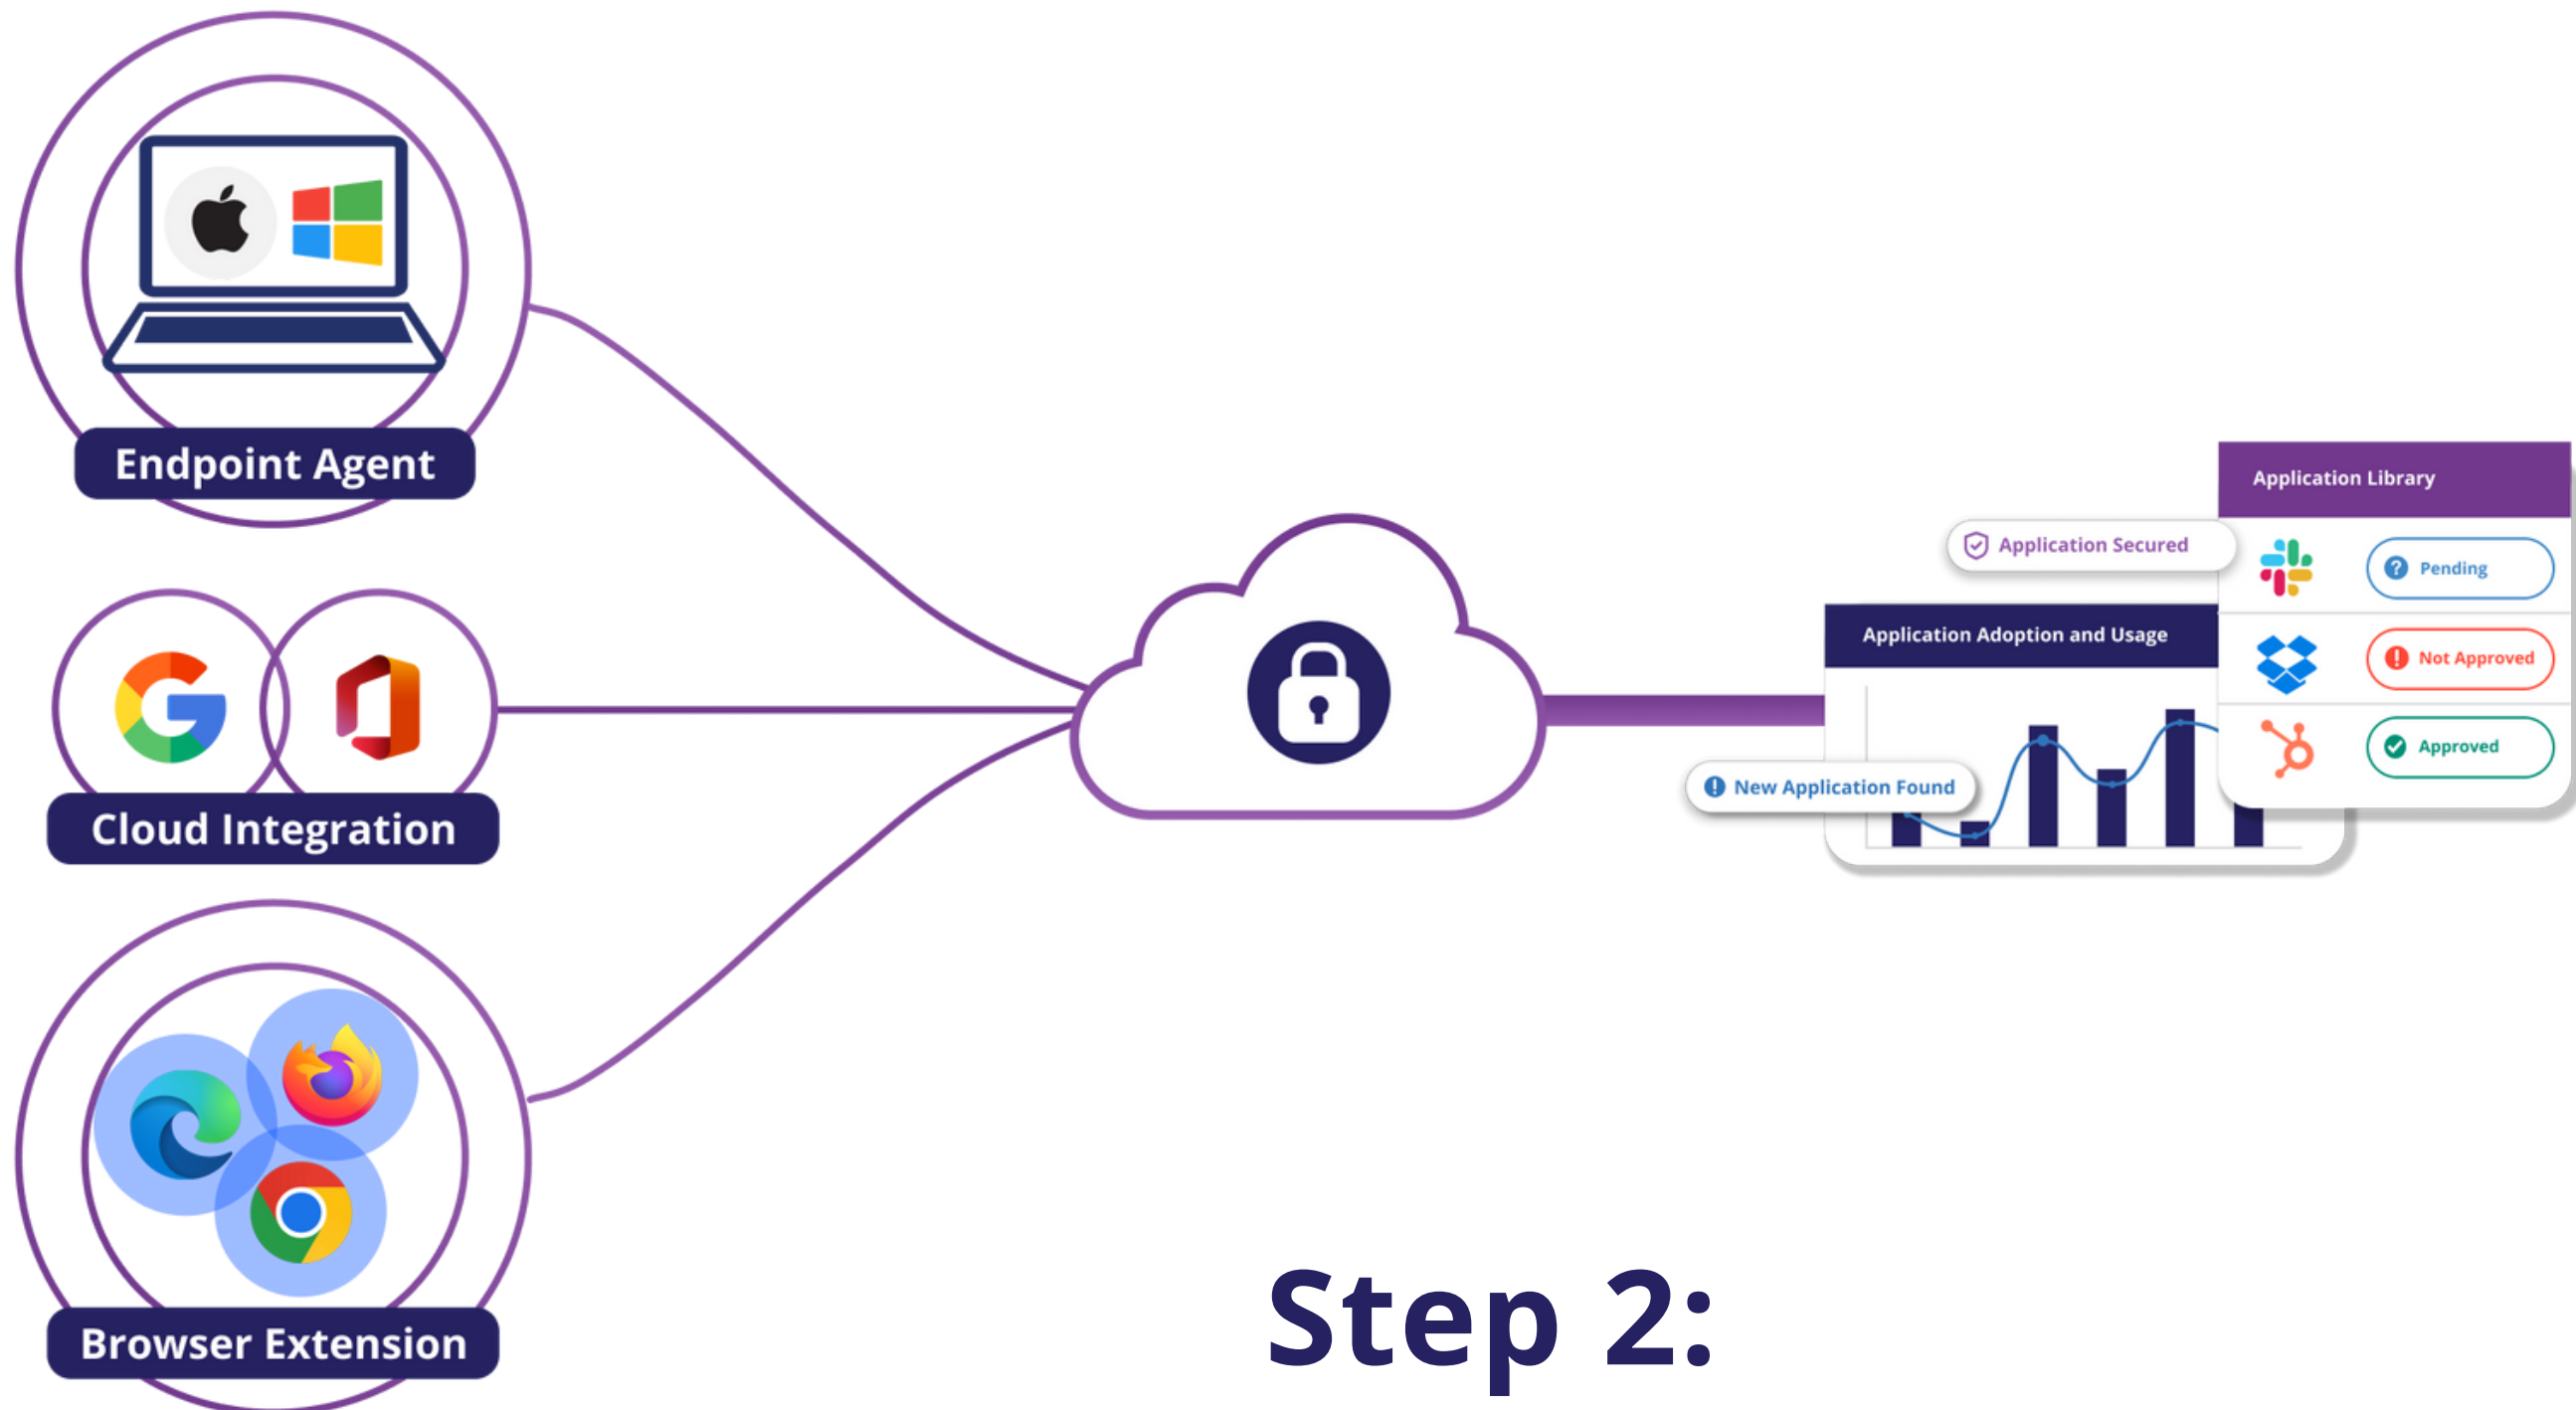 Endpoint Agent
Cloud Integration
Browser Extension
Application Library
Application Secured
Pending
Application Adoption and Usage
Not Approved
Approved
New Application Found
Step 2: